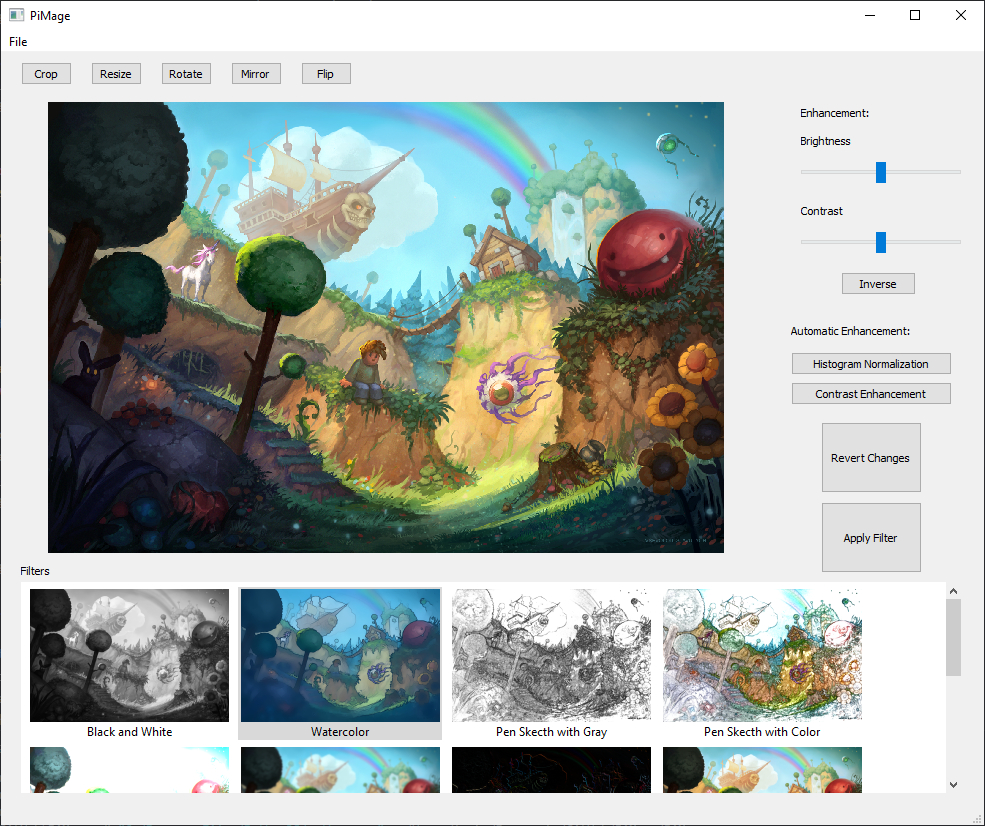 PiMage
File
Crop Resize Rotate Mirror Flip
Enhancement:
Brightness
Contrast
Inverse
Automatic Enhancement:
Histogram Normalization
Contrast Enhancement
Revert Changes
Apply Filter
Filters
Black and White
Watercolor
Pen Skecth with Gray
Pen Skecth with Color